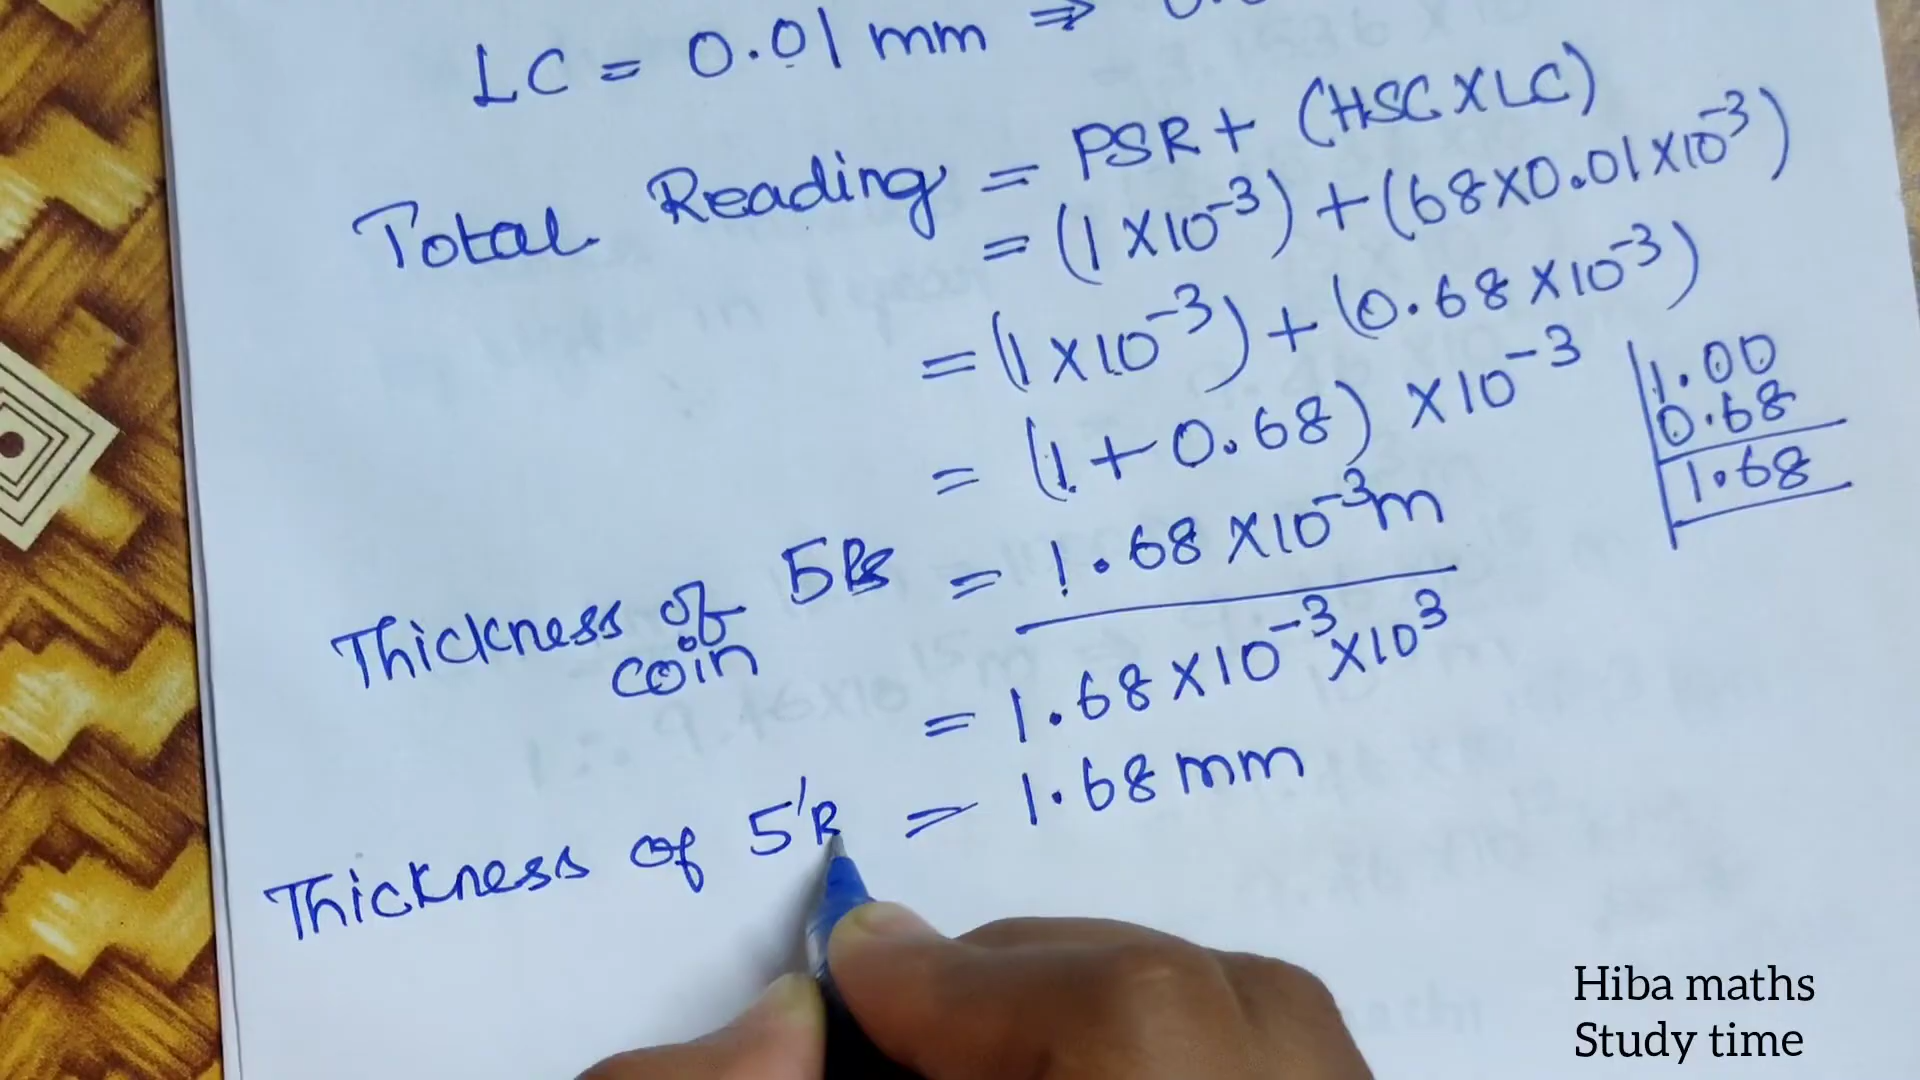 LC = 0.01 mm ⇒
Total Reading = PSR + (HSC X LC)
= (1 X 10⁻³) + (68 X 0.01 X 10⁻³)
= (1 X 10⁻³) + (0.68 X 10⁻³)
= (1 + 0.68) X 10⁻³
1.00
0.68
1.68
Thickness of 5Rs = 1.68 X 10⁻³ m
coin
= 1.68 X 10⁻³ X 10³
= 1.68 mm
Thickness of 5'R
Hiba maths
Study time